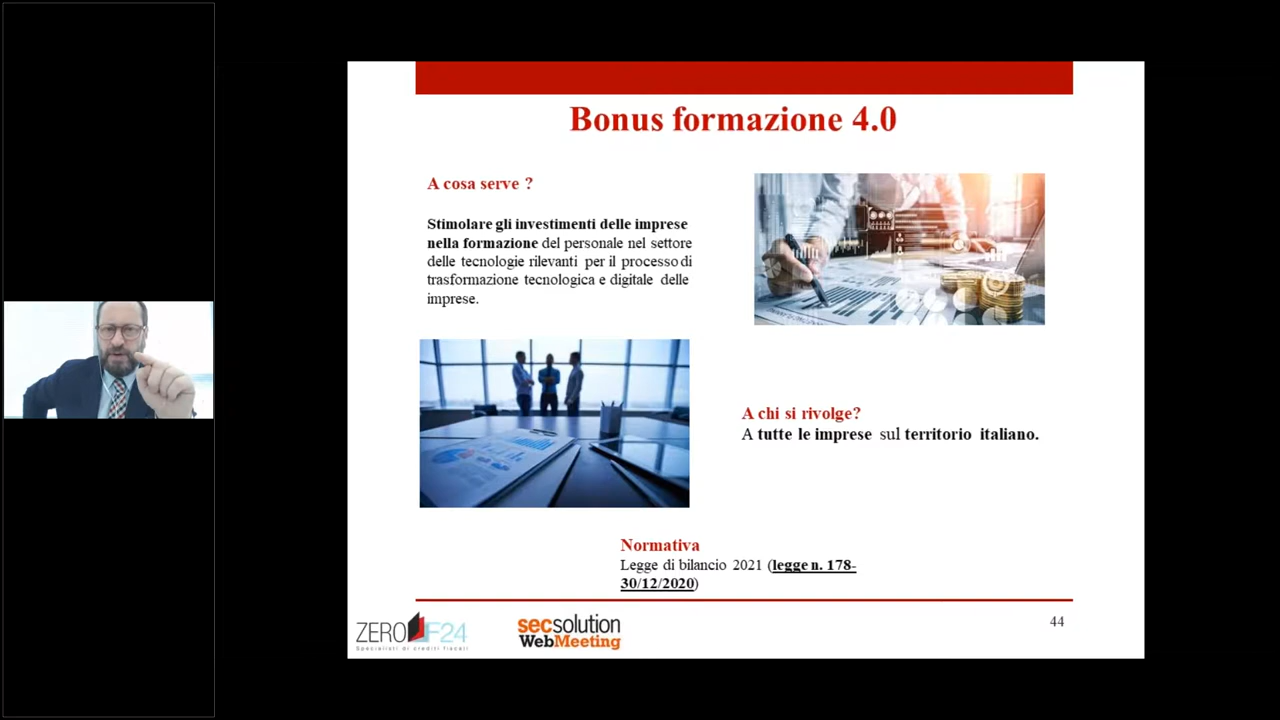 Bonus formazione 4.0
A cosa serve ?
Stimolare gli investimenti delle imprese
nella formazione del personale nel settore
delle tecnologie rilevanti per il processo di
trasformazione tecnologica e digitale delle
imprese.
A chi si rivolge?
A tutte le imprese sul territorio italiano.
Normativa
Legge di bilancio 2021 (legge n. 178-
30/12/2020)
ZERO F24
Specialisti di crediti fiscali
secsolution
WebMeeting
44